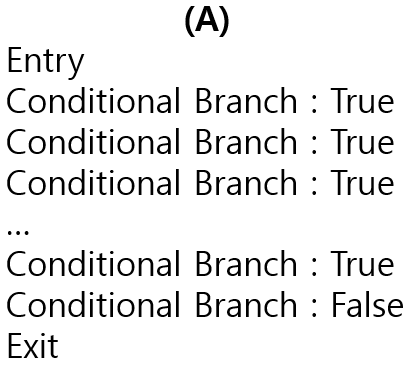 (A)
Entry
Conditional Branch : True
Conditional Branch : True
Conditional Branch : True
...
Conditional Branch : True
Conditional Branch : False
Exit